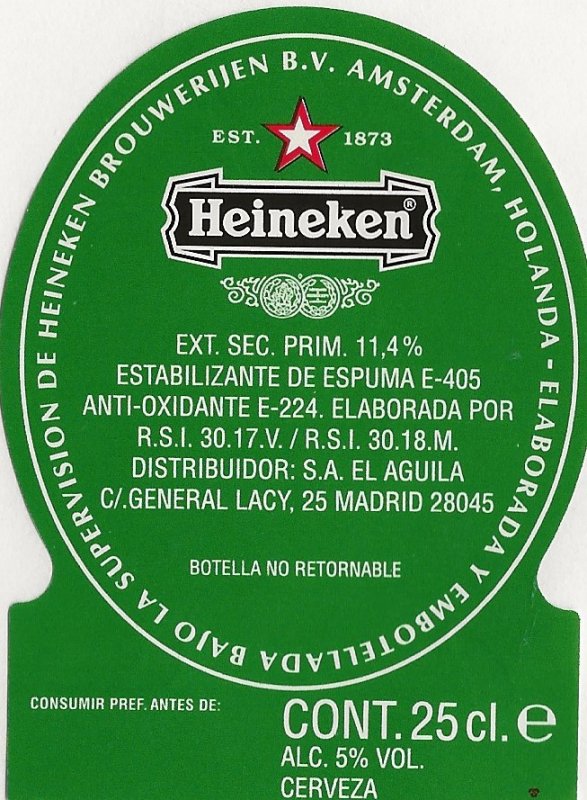 ELABORADA Y EMBOTELLADA BAJO LA SUPERVISION DE HEINEKEN BROUWERIJEN B.V. AMSTERDAM, HOLANDA -
EST. 1873
Heineken®
EXT. SEC. PRIM. 11,4%
ESTABILIZANTE DE ESPUMA E-405
ANTI-OXIDANTE E-224. ELABORADA POR
R.S.I. 30.17.V. / R.S.I. 30.18.M.
DISTRIBUIDOR: S.A. EL AGUILA
C/.GENERAL LACY, 25 MADRID 28045
BOTELLA NO RETORNABLE
CONSUMIR PREF. ANTES DE:
CONT. 25 cl. e
ALC. 5% VOL.
CERVEZA